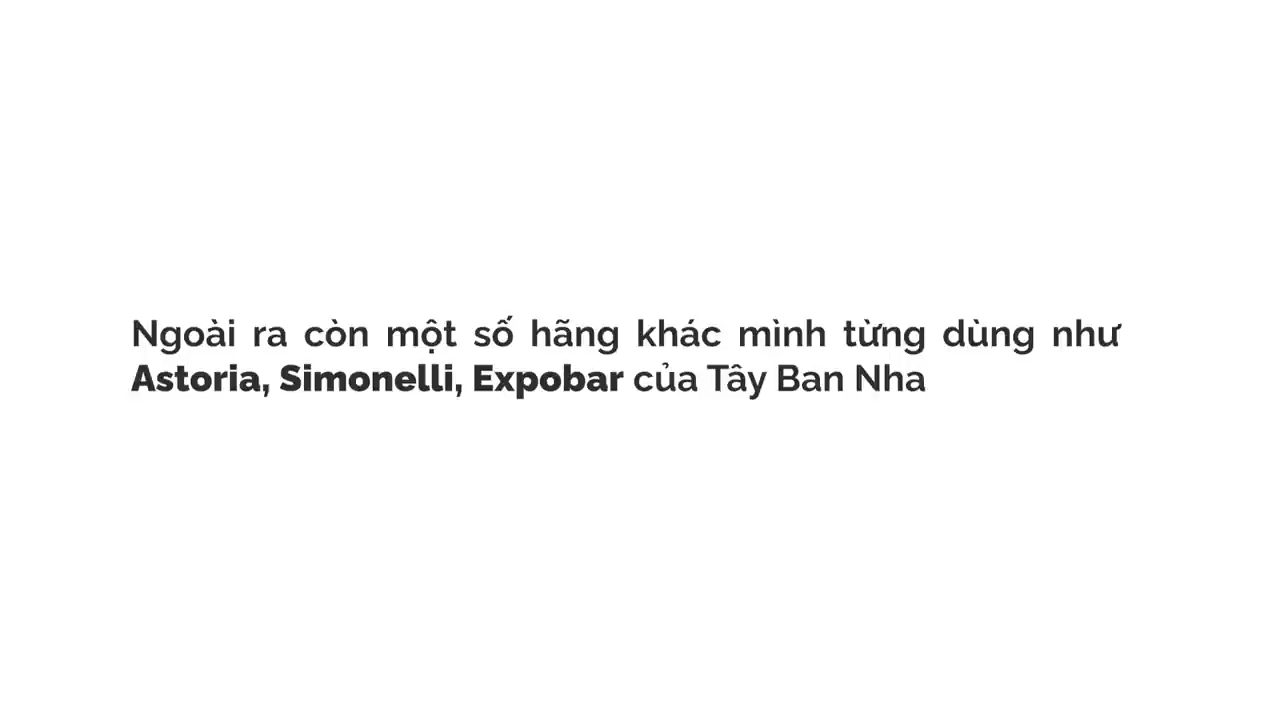 Ngoài ra còn một số hãng khác mình từng dùng như
Astoria, Simonelli, Expobar của Tây Ban Nha